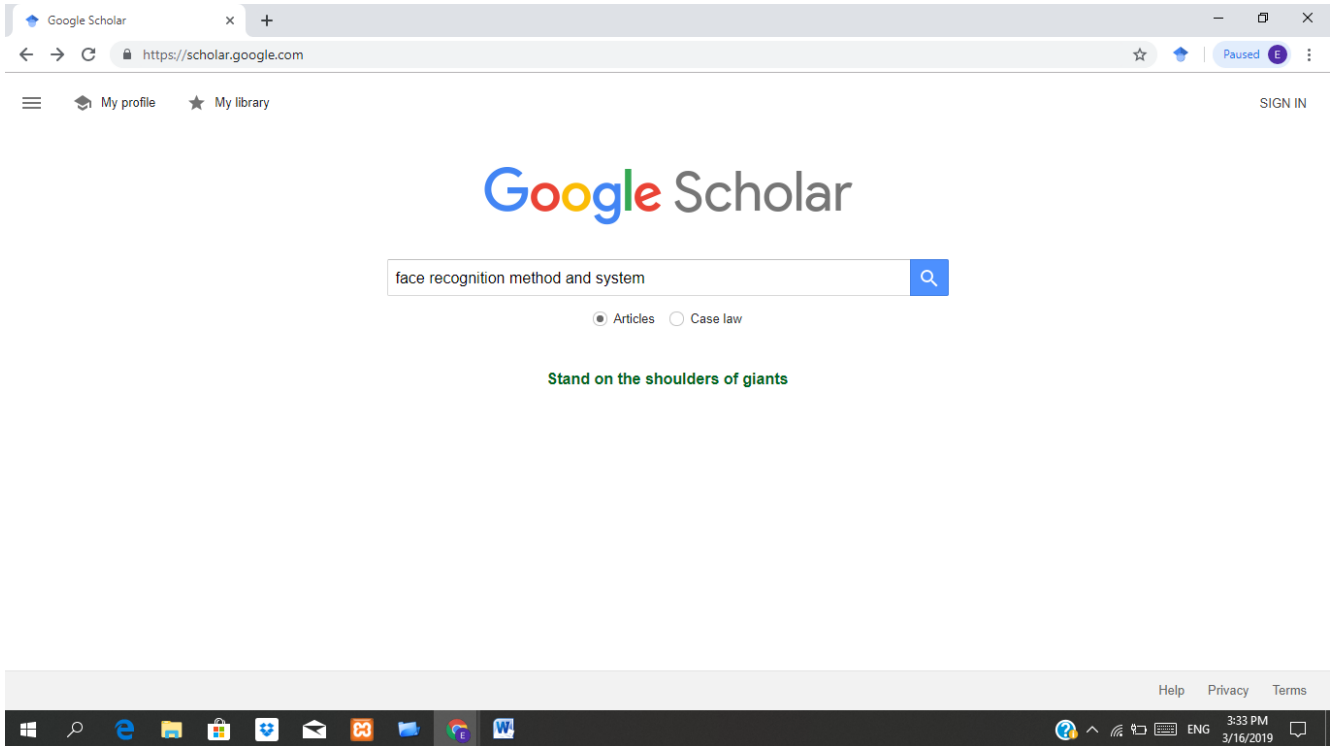 Google Scholar
https://scholar.google.com
Paused E
My profile My library SIGN IN
Google Scholar
face recognition method and system
Articles Case law
Stand on the shoulders of giants
Help Privacy Terms
ENG 3:33 PM
3/16/2019